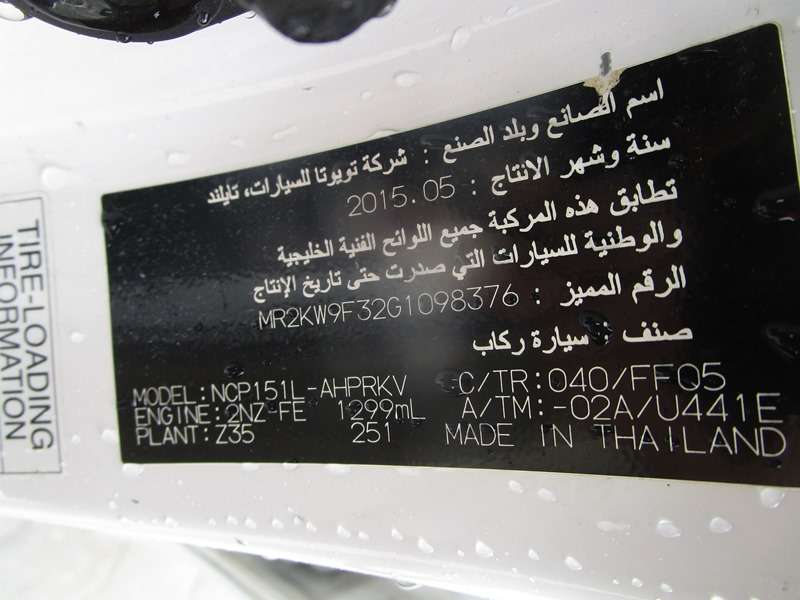 اسم الصانع وبلد الصنع : شركة تويوتا للسيارات، تايلند
سنة وشهر الانتاج : 2015.05
تطابق هذه المركبة جميع اللوائح الفنية الخليجية
والوطنية للسيارات التي صدرت حتى تاريخ الإنتاج
الرقم المميز : MR2KW9F32G1098376
صنف : سيارة ركاب
MODEL:NCP151L-AHPRKV C/TR:040/FFQ5
ENGINE:2NZ-FE 1299mL A/TM:-02A/U441E
PLANT:Z35 251 MADE IN THAILAND
TIRE-LOADING
INFORMATION